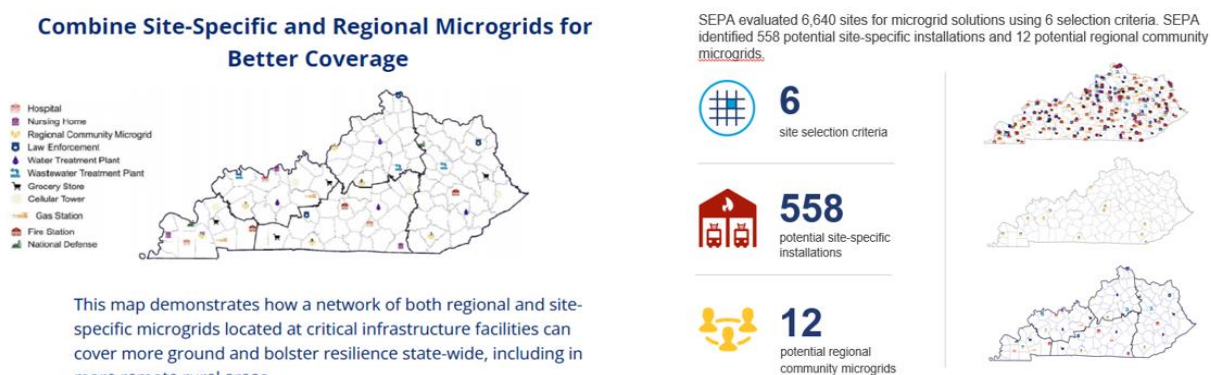 Combine Site-Specific and Regional Microgrids for
Better Coverage
Hospital
Nursing Home
Regional Community Microgrid
Law Enforcement
Water Treatment Plant
Wastewater Treatment Plant
Grocery Store
Cellular Tower
Gas Station
Fire Station
National Defense
This map demonstrates how a network of both regional and site-
specific microgrids located at critical infrastructure facilities can
cover more ground and bolster resilience state-wide, including in
SEPA evaluated 6,640 sites for microgrid solutions using 6 selection criteria. SEPA
identified 558 potential site-specific installations and 12 potential regional community
microgrids.
6
site selection criteria
558
potential site-specific
installations
12
potential regional
community microgrids